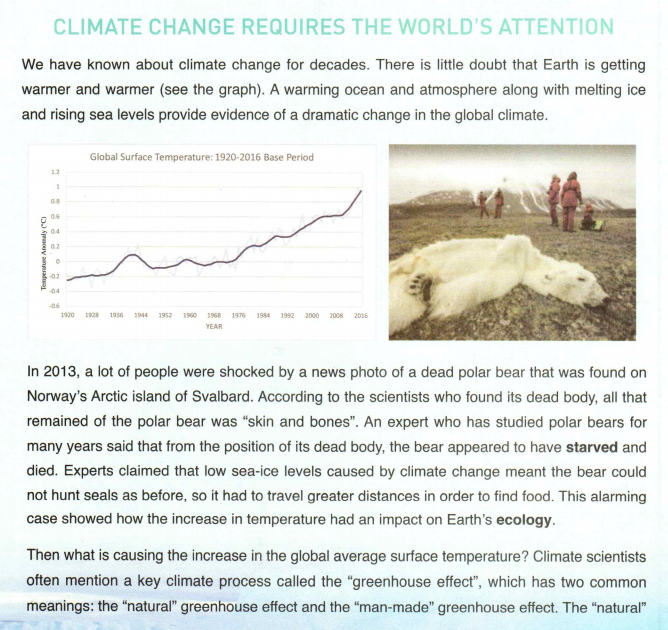 CLIMATE CHANGE REQUIRES THE WORLD'S ATTENTION
We have known about climate change for decades. There is little doubt that Earth is getting
warmer and warmer (see the graph). A warming ocean and atmosphere along with melting ice
and rising sea levels provide evidence of a dramatic change in the global climate.
Global Surface Temperature: 1920-2016 Base Period
Temperature Anomaly (°C)
1.2
1
0.8
0.6
0.4
0.2
0
-0.2
-0.4
-0.6
1920 1928 1936 1944 1952 1960 1968 1976 1984 1992 2000 2008 2016
YEAR
In 2013, a lot of people were shocked by a news photo of a dead polar bear that was found on
Norway's Arctic island of Svalbard. According to the scientists who found its dead body, all that
remained of the polar bear was “skin and bones”. An expert who has studied polar bears for
many years said that from the position of its dead body, the bear appeared to have starved and
died. Experts claimed that low sea-ice levels caused by climate change meant the bear could
not hunt seals as before, so it had to travel greater distances in order to find food. This alarming
case showed how the increase in temperature had an impact on Earth's ecology.
Then what is causing the increase in the global average surface temperature? Climate scientists
often mention a key climate process called the “greenhouse effect”, which has two common
meanings: the “natural” greenhouse effect and the “man-made” greenhouse effect. The “natural”